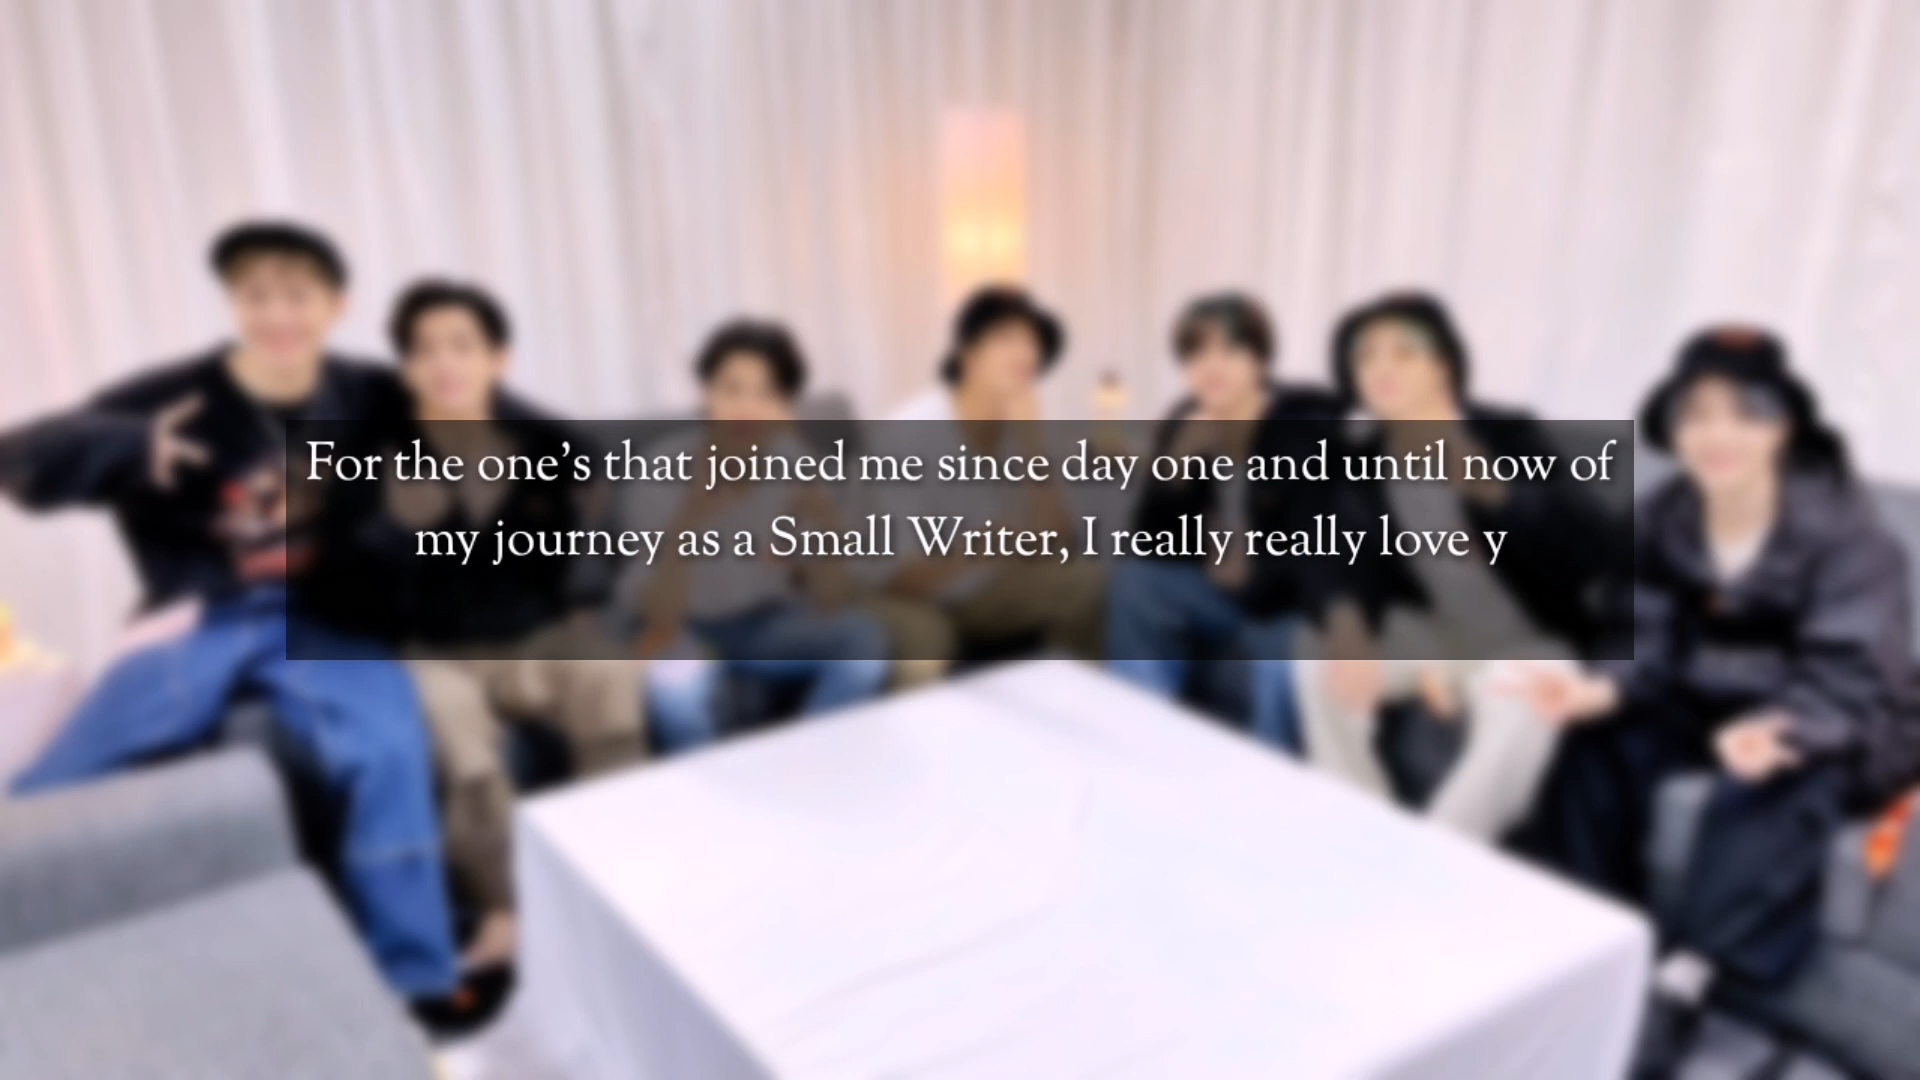 For the one’s that joined me since day one and until now of
my journey as a Small Writer, I really really love y